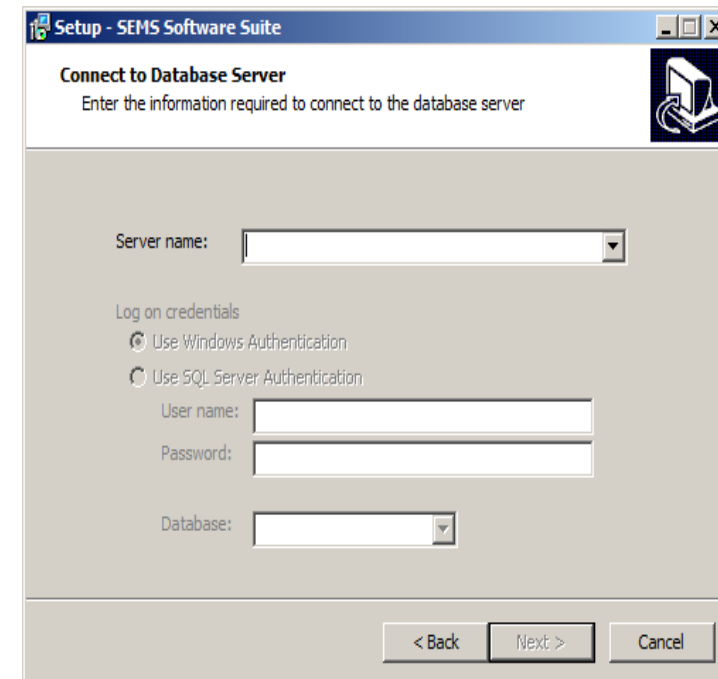 Setup - SEMS Software Suite
Connect to Database Server
Enter the information required to connect to the database server
Server name:
Log on credentials
Use Windows Authentication
Use SQL Server Authentication
User name:
Password:
Database:
< Back Next > Cancel